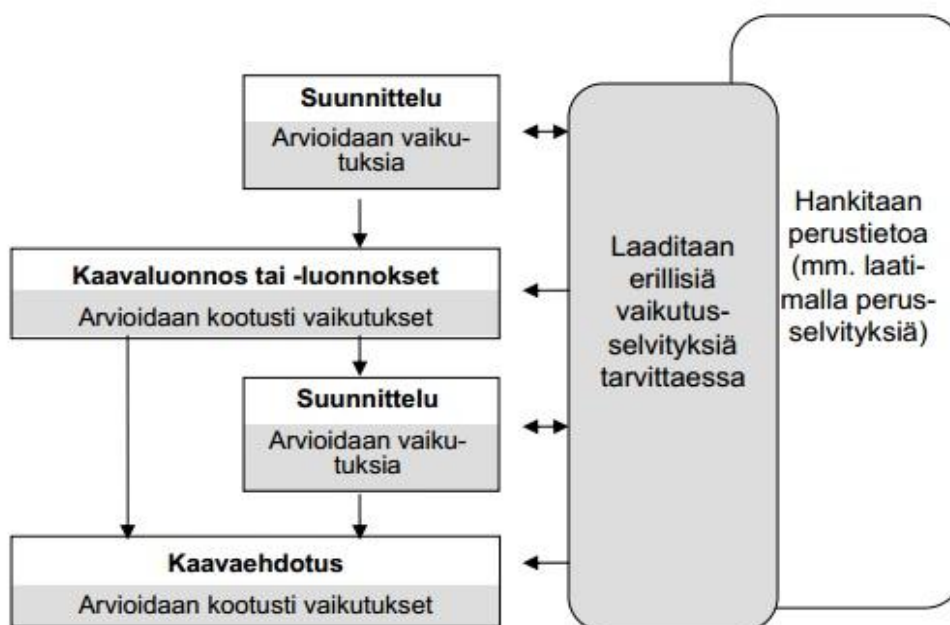 Suunnittelu
Arvioidaan vaiku-
tuksia
Kaavaluonnos tai -luonnokset
Arvioidaan kootusti vaikutukset
Suunnittelu
Arvioidaan vaiku-
tuksia
Kaavaehdotus
Arvioidaan kootusti vaikutukset
Laaditaan
erillisiä
vaikutus-
selvityksiä
tarvittaessa
Hankitaan
perustietoa
(mm. laati-
malla perus-
selvityksiä)